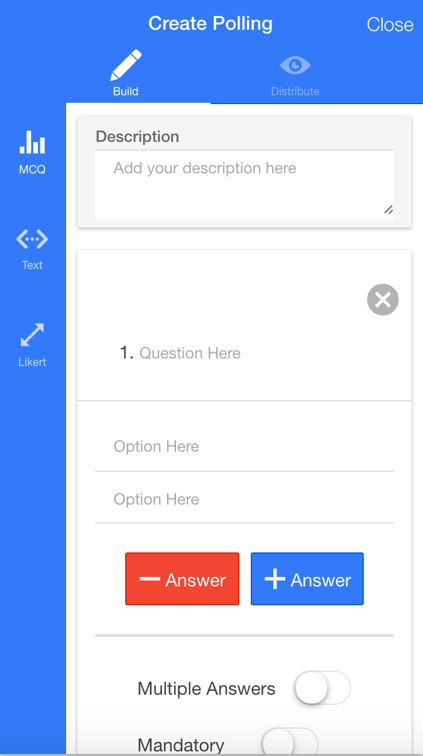 Create Polling
Close
Build
Distribute
MCQ
Text
Likert
Description
Add your description here
1. Question Here
Option Here
Option Here
Answer
Answer
Multiple Answers
Mandatory